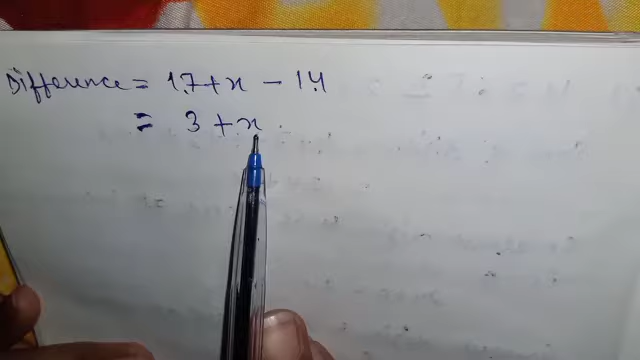 Difference = 17 + x - 14
= 3 + x